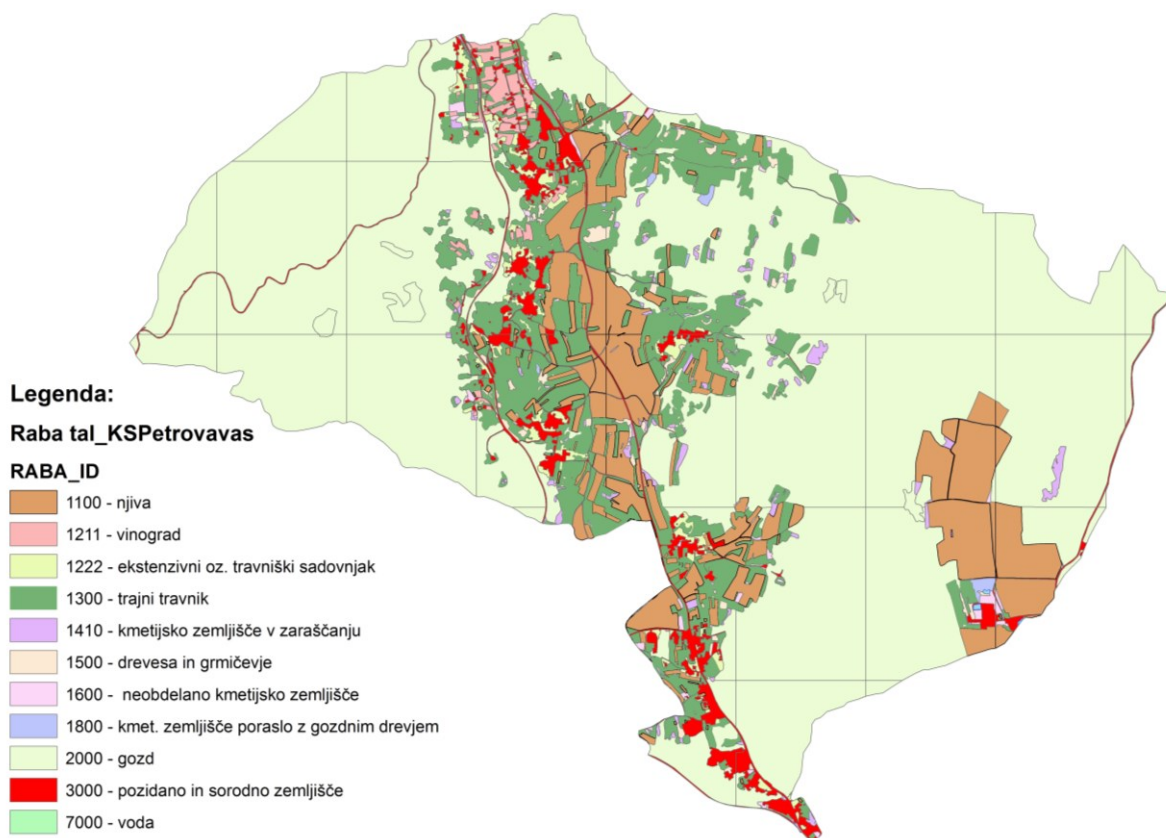 Legenda:
Raba tal_KSPetrovavas
RABA_ID
1100 - njiva
1211 - vinograd
1222 - ekstenzivni oz. travniški sadovnjak
1300 - trajni travnik
1410 - kmetijsko zemljišče v zaraščanju
1500 - drevesa in grmičevje
1600 - neobdelano kmetijsko zemljišče
1800 - kmet. zemljišče poraslo z gozdnim drevjem
2000 - gozd
3000 - pozidano in sorodno zemljišče
7000 - voda